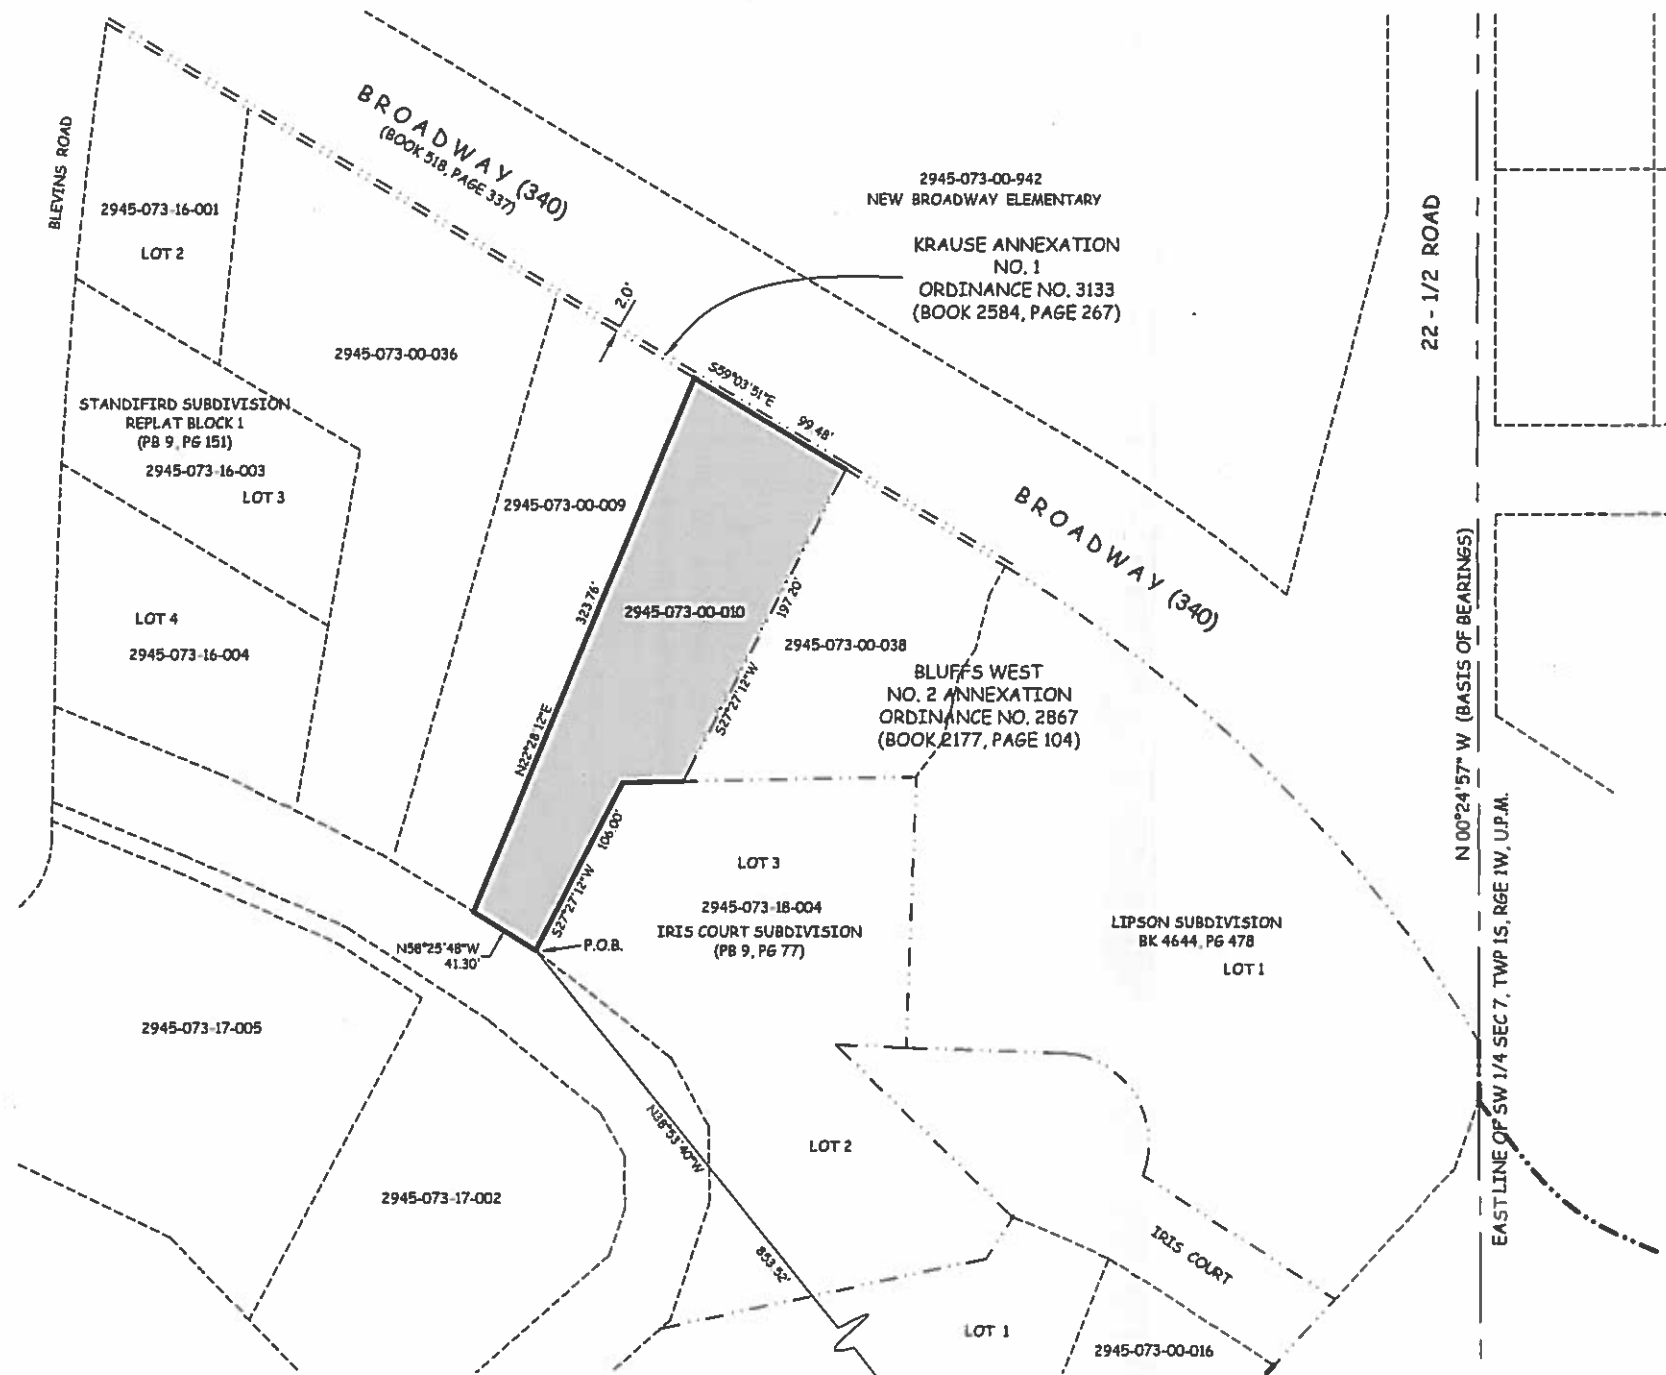 BROADWAY (340)
(BOOK 518, PAGE 337)
BLEVINS ROAD
2945-073-16-001
LOT 2
2945-073-00-942
NEW BROADWAY ELEMENTARY
KRAUSE ANNEXATION
NO. 1
ORDINANCE NO. 3133
(BOOK 2584, PAGE 267)
22 - 1/2 ROAD
2.0'
2945-073-00-036
S59°03'51"E
99.48'
STANDIFIRD SUBDIVISION
REPLAT BLOCK 1
(PB 9, PG 151)
2945-073-16-003
LOT 3
2945-073-00-009
BROADWAY (340)
323.76'
2945-073-00-010
197.20'
LOT 4
2945-073-16-004
2945-073-00-038
BLUFFS WEST
NO. 2 ANNEXATION
ORDINANCE NO. 2867
(BOOK 2177, PAGE 104)
N22°28'12"E
S27°27'12"W
N 00°24'57" W (BASIS OF BEARINGS)
EAST LINE OF SW 1/4 SEC 7, TWP 1S, RGE 1W, U.P.M.
106.00'
S27°27'12"W
LOT 3
2945-073-18-004
IRIS COURT SUBDIVISION
(PB 9, PG 77)
LIPSON SUBDIVISION
BK 4644, PG 478
LOT 1
N58°25'48"W
41.30'
P.O.B.
2945-073-17-005
N38°53'40"W
853.52'
LOT 2
2945-073-17-002
IRIS COURT
LOT 1
2945-073-00-016